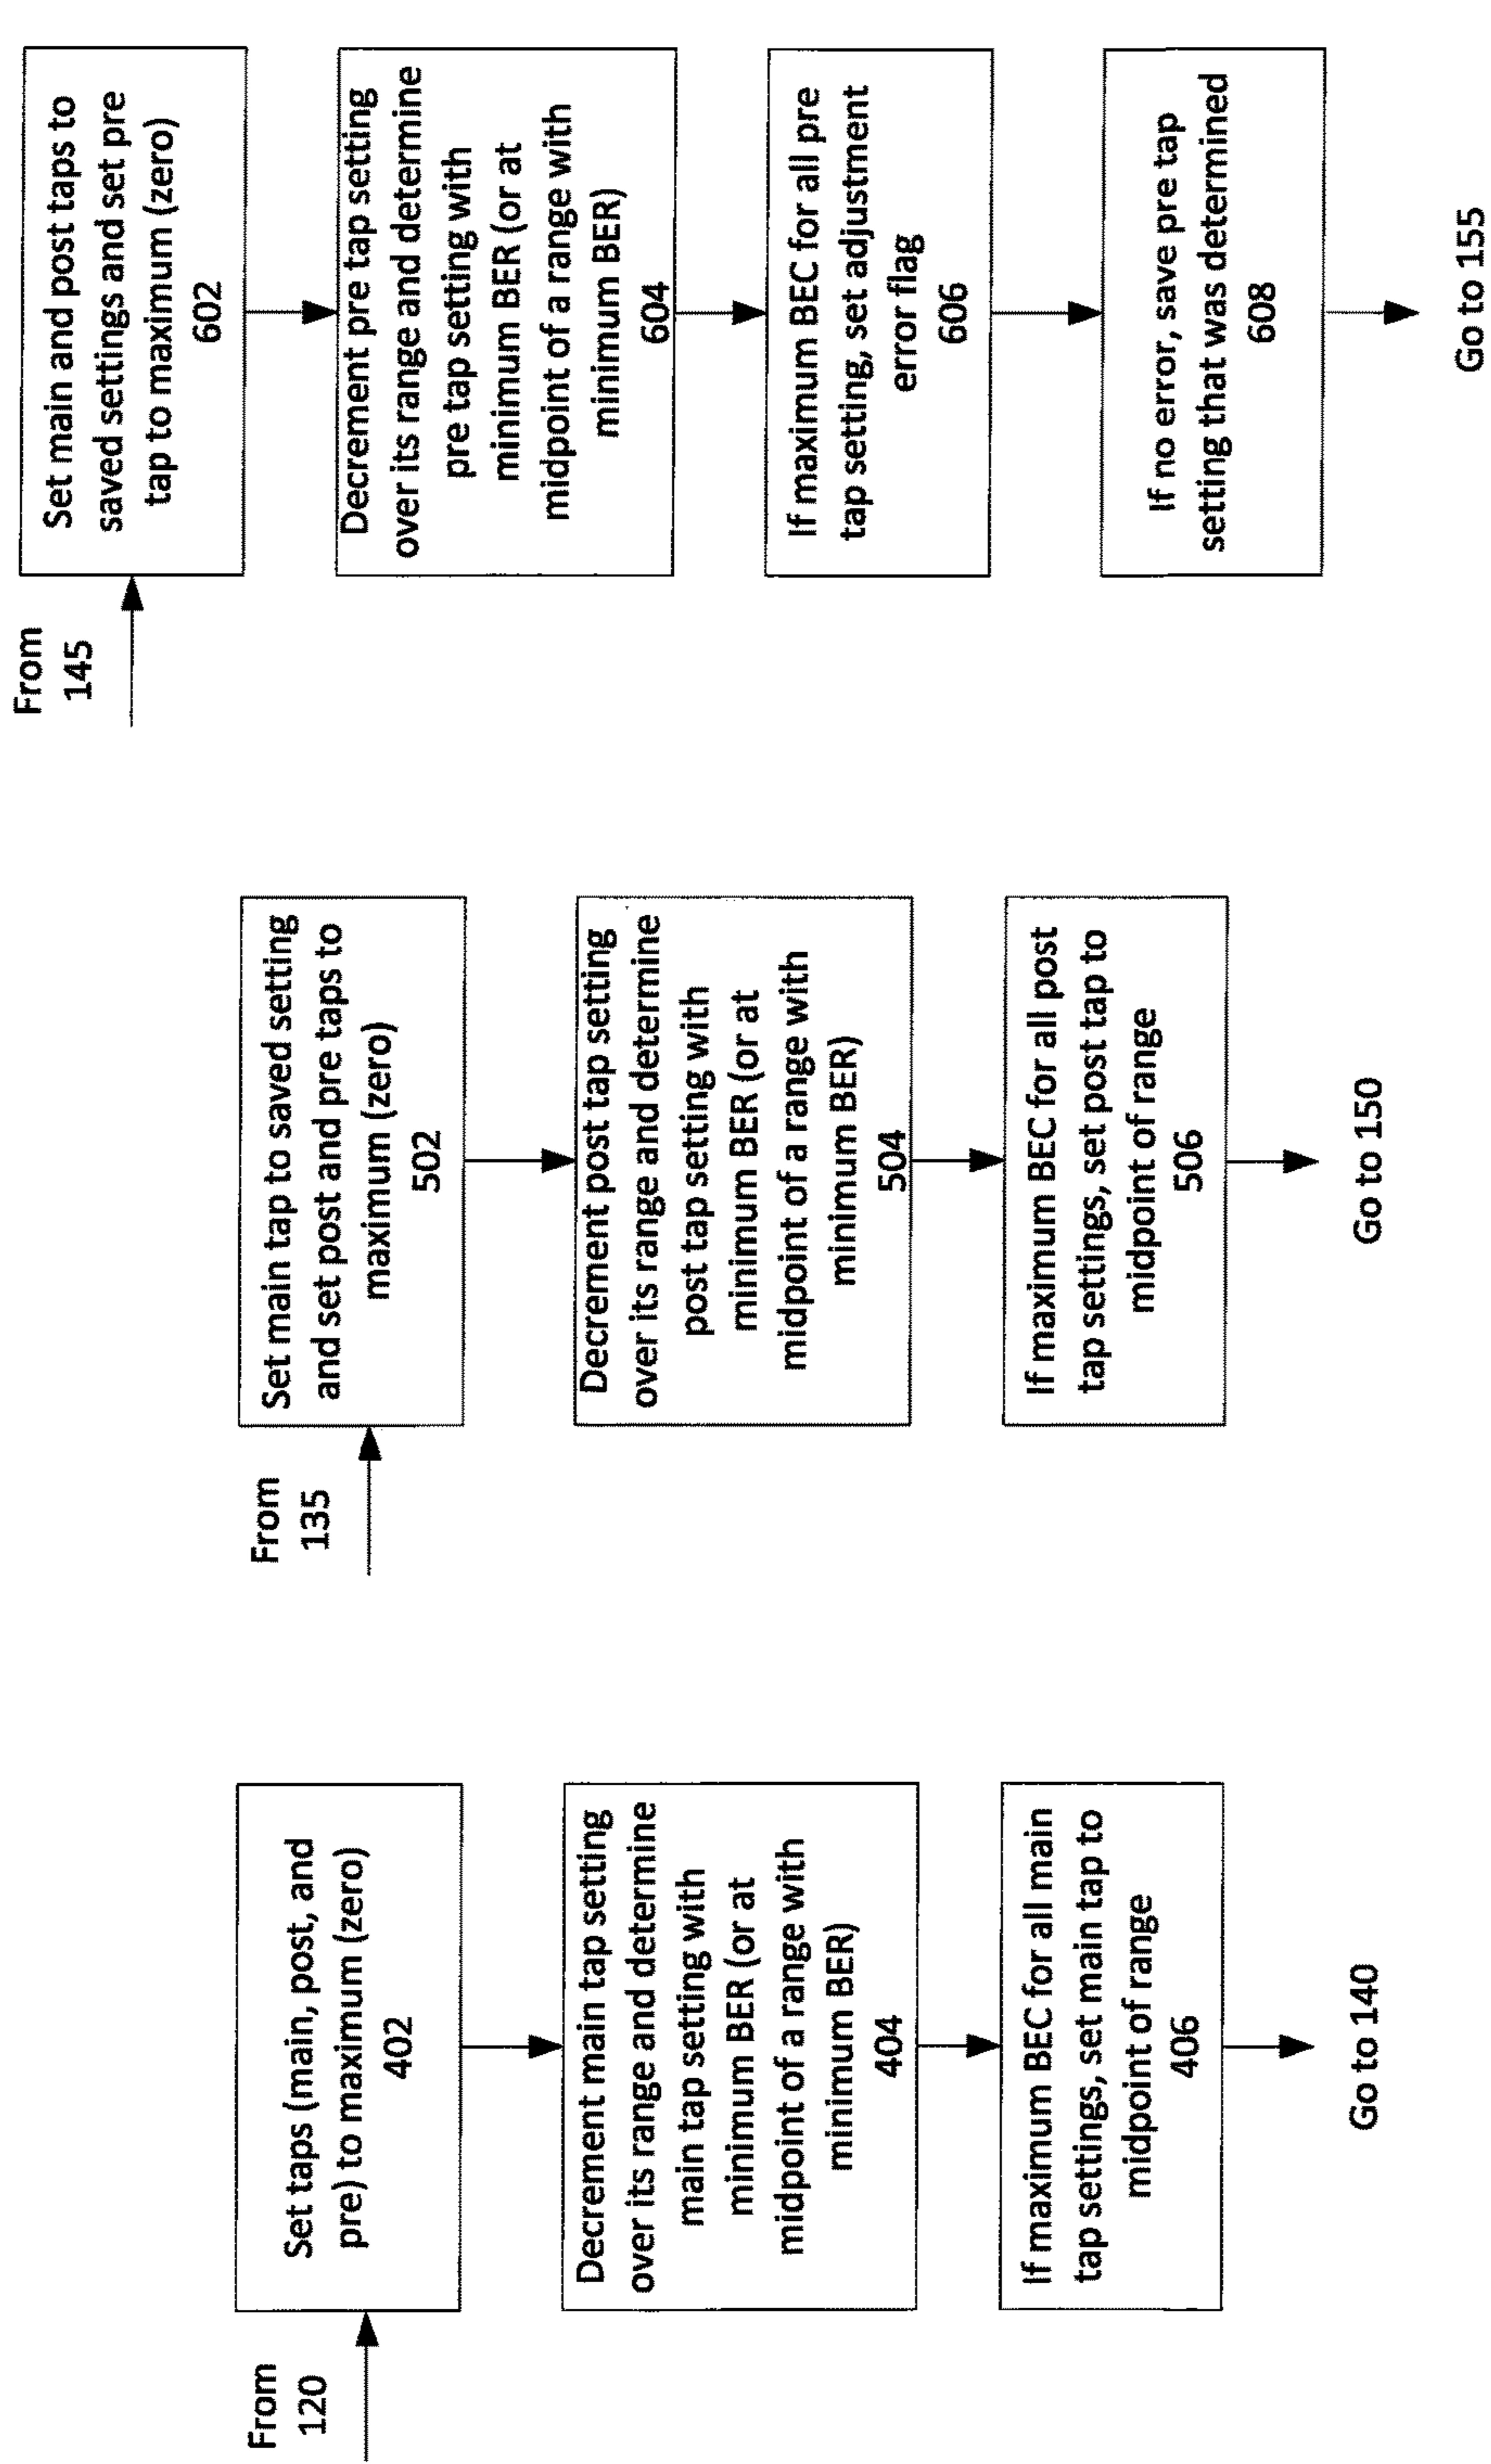 From
120
Set taps (main, post, and
pre) to maximum (zero)
402
Decrement main tap setting
over its range and determine
main tap setting with
minimum BER (or at
midpoint of a range with
minimum BER)
404
If maximum BEC for all main
tap settings, set main tap to
midpoint of range
406
Go to 140
From
135
Set main tap to saved setting
and set post and pre taps to
maximum (zero)
502
Decrement post tap setting
over its range and determine
post tap setting with
minimum BER (or at
midpoint of a range with
minimum BER)
504
If maximum BEC for all post
tap settings, set post tap to
midpoint of range
506
Go to 150
From
145
Set main and post taps to
saved settings and set pre
tap to maximum (zero)
602
Decrement pre tap setting
over its range and determine
pre tap setting with
minimum BER (or at
midpoint of a range with
minimum BER)
604
If maximum BEC for all pre
tap setting, set adjustment
error flag
606
If no error, save pre tap
setting that was determined
608
Go to 155